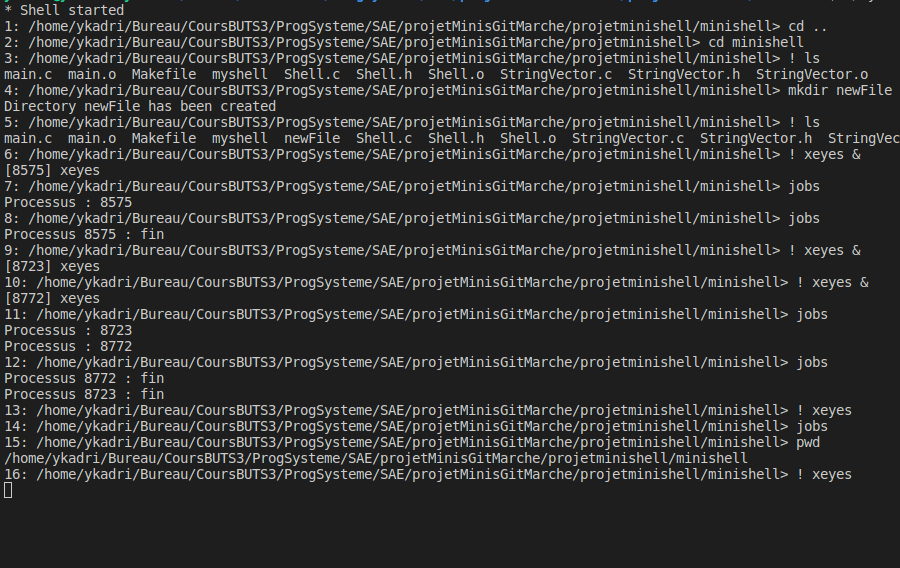 * Shell started
1: /home/ykadri/Bureau/CoursBUTS3/ProgSysteme/SAE/projetMinisGitMarche/projetminishell/minishell> cd ..
2: /home/ykadri/Bureau/CoursBUTS3/ProgSysteme/SAE/projetMinisGitMarche/projetminishell> cd minishell
3: /home/ykadri/Bureau/CoursBUTS3/ProgSysteme/SAE/projetMinisGitMarche/projetminishell/minishell> ! ls
main.c  main.o  Makefile  myshell  Shell.c  Shell.h  Shell.o  StringVector.c  StringVector.h  StringVector.o
4: /home/ykadri/Bureau/CoursBUTS3/ProgSysteme/SAE/projetMinisGitMarche/projetminishell/minishell> mkdir newFile
Directory newFile has been created
5: /home/ykadri/Bureau/CoursBUTS3/ProgSysteme/SAE/projetMinisGitMarche/projetminishell/minishell> ! ls
main.c  main.o  Makefile  myshell  newFile  Shell.c  Shell.h  Shell.o  StringVector.c  StringVector.h  StringVec
6: /home/ykadri/Bureau/CoursBUTS3/ProgSysteme/SAE/projetMinisGitMarche/projetminishell/minishell> ! xeyes &
[8575] xeyes
7: /home/ykadri/Bureau/CoursBUTS3/ProgSysteme/SAE/projetMinisGitMarche/projetminishell/minishell> jobs
Processus : 8575
8: /home/ykadri/Bureau/CoursBUTS3/ProgSysteme/SAE/projetMinisGitMarche/projetminishell/minishell> jobs
Processus 8575 : fin
9: /home/ykadri/Bureau/CoursBUTS3/ProgSysteme/SAE/projetMinisGitMarche/projetminishell/minishell> ! xeyes &
[8723] xeyes
10: /home/ykadri/Bureau/CoursBUTS3/ProgSysteme/SAE/projetMinisGitMarche/projetminishell/minishell> ! xeyes &
[8772] xeyes
11: /home/ykadri/Bureau/CoursBUTS3/ProgSysteme/SAE/projetMinisGitMarche/projetminishell/minishell> jobs
Processus : 8723
Processus : 8772
12: /home/ykadri/Bureau/CoursBUTS3/ProgSysteme/SAE/projetMinisGitMarche/projetminishell/minishell> jobs
Processus 8772 : fin
Processus 8723 : fin
13: /home/ykadri/Bureau/CoursBUTS3/ProgSysteme/SAE/projetMinisGitMarche/projetminishell/minishell> ! xeyes
14: /home/ykadri/Bureau/CoursBUTS3/ProgSysteme/SAE/projetMinisGitMarche/projetminishell/minishell> jobs
15: /home/ykadri/Bureau/CoursBUTS3/ProgSysteme/SAE/projetMinisGitMarche/projetminishell/minishell> pwd
/home/ykadri/Bureau/CoursBUTS3/ProgSysteme/SAE/projetMinisGitMarche/projetminishell/minishell
16: /home/ykadri/Bureau/CoursBUTS3/ProgSysteme/SAE/projetMinisGitMarche/projetminishell/minishell> ! xeyes